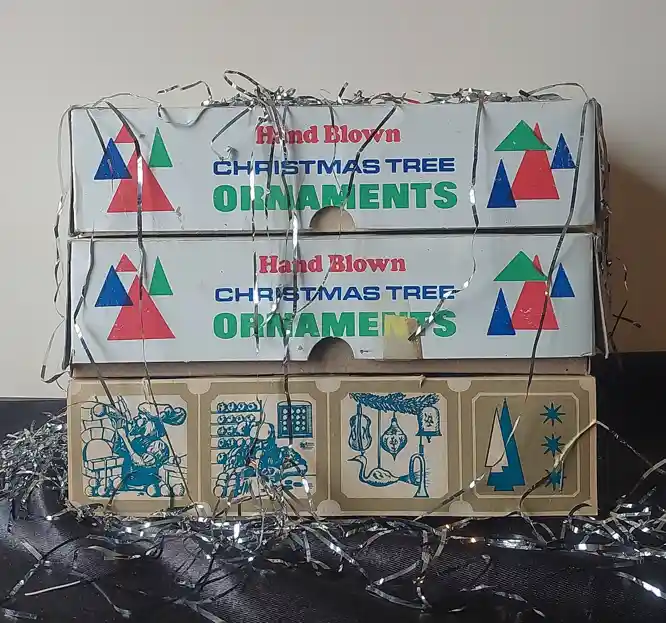 Hand Blown
CHRISTMAS TREE
ORNAMENTS
Hand Blown
CHRISTMAS TREE
ORNAMENTS